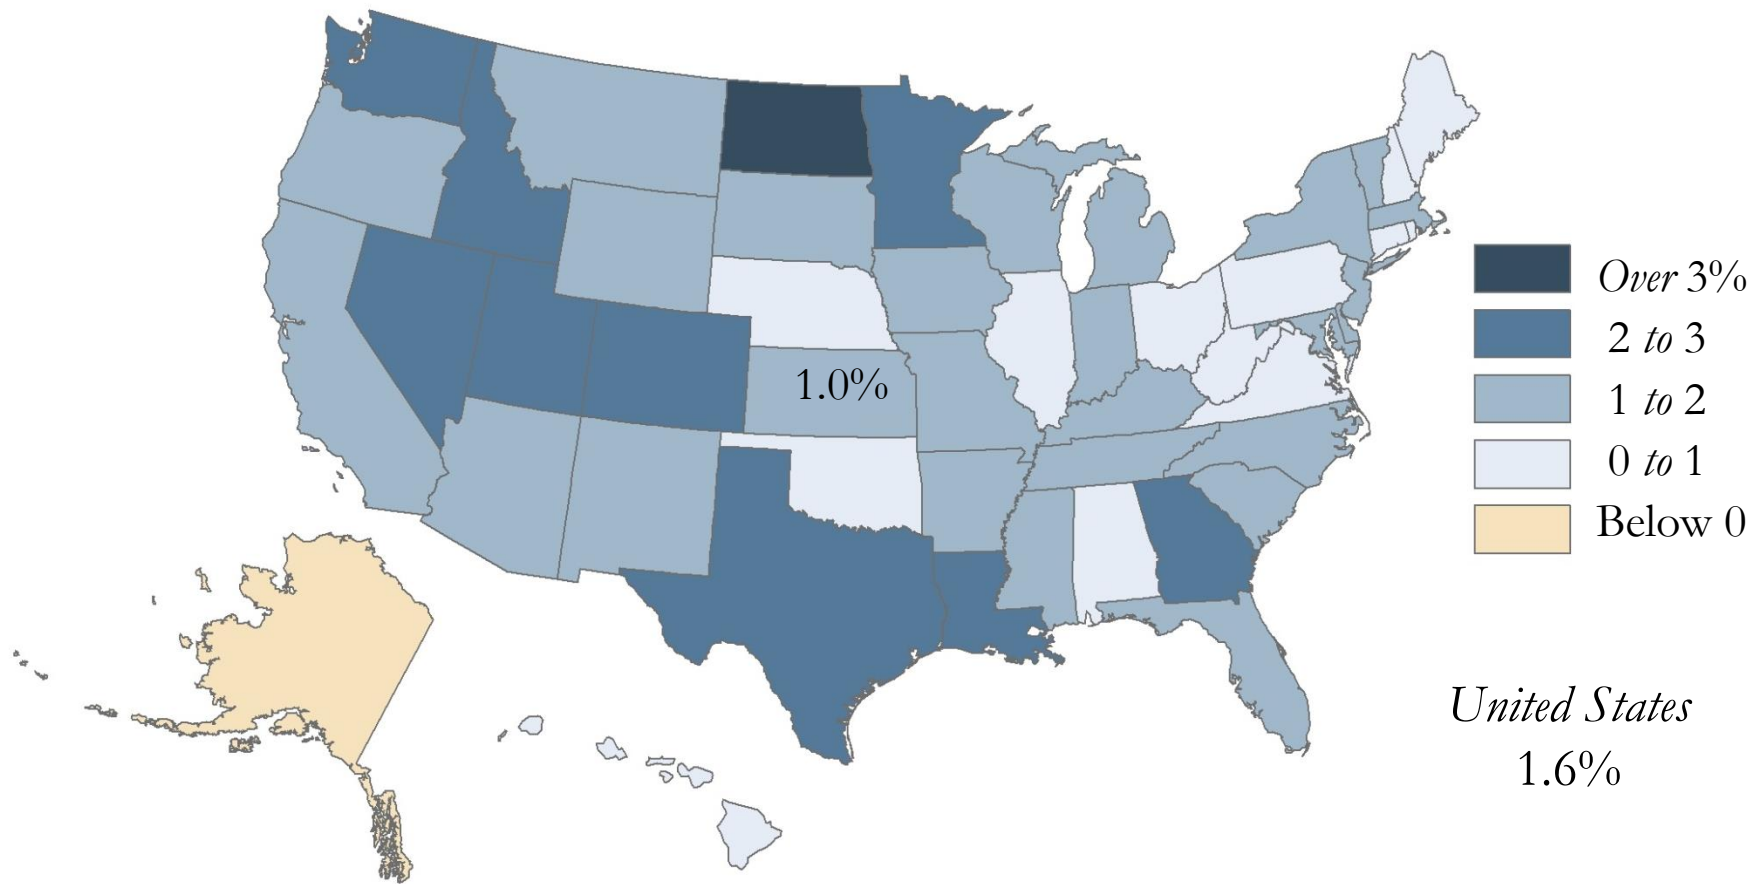 1.0%
Over 3%
2 to 3
1 to 2
0 to 1
Below 0
United States
1.6%